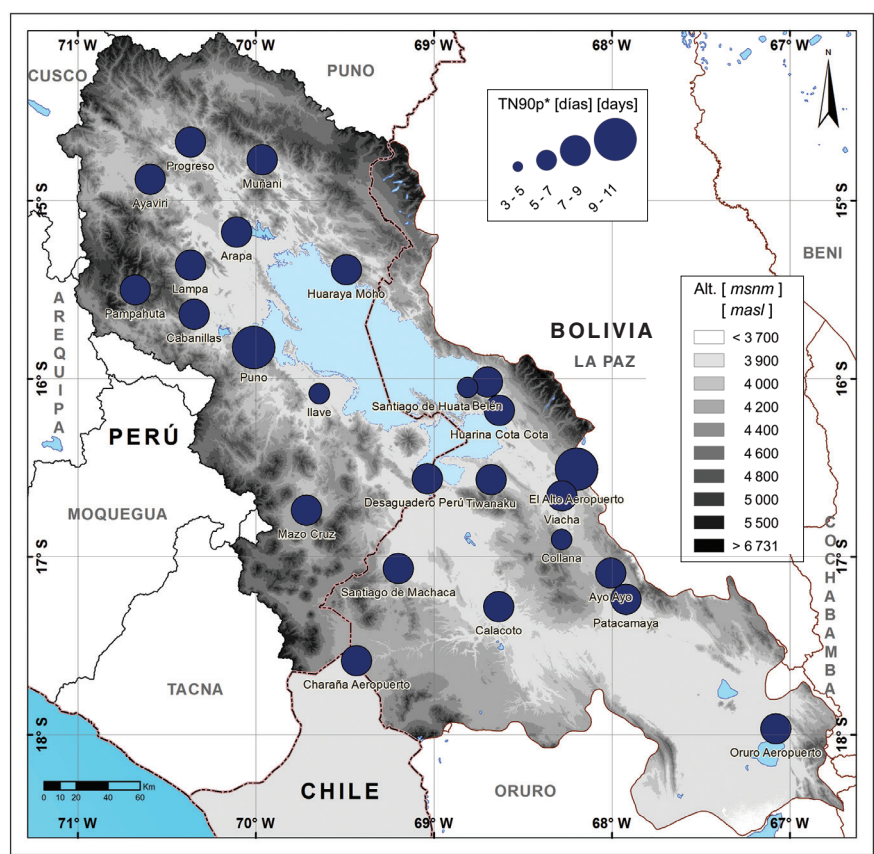 71°W 70°W 69°W 68°W 67°W
CUSCO
PUNO
N
TN90p* [días] [days]
3 - 5
5 - 7
7 - 9
9 - 11
Progreso
Muñani
Ayaviri
15°S
15°S
Arapa
BENI
Lampa
Huaraya Moho
Pampahuta
Cabanillas
Alt. [ msnm ]
[ masl ]
< 3 700
3 900
4 000
4 200
4 400
4 600
4 800
5 000
5 500
> 6 731
AREQUIPA
BOLIVIA
LA PAZ
Puno
16°S
16°S
Ilave
Santiago de Huata
Belén
Huarina Cota Cota
PERÚ
Desaguadero Perú
Tiwanaku
El Alto Aeropuerto
Viacha
MOQUEGUA
Mazo Cruz
Collana
17°S
17°S
COCHABAMBA
Santiago de Machaca
Ayo Ayo
Patacamaya
Calacoto
TACNA
Charaña Aeropuerto
18°S
18°S
Oruro Aeropuerto
Km
0 10 20 40 60
CHILE
ORURO
71°W 70°W 69°W 68°W 67°W